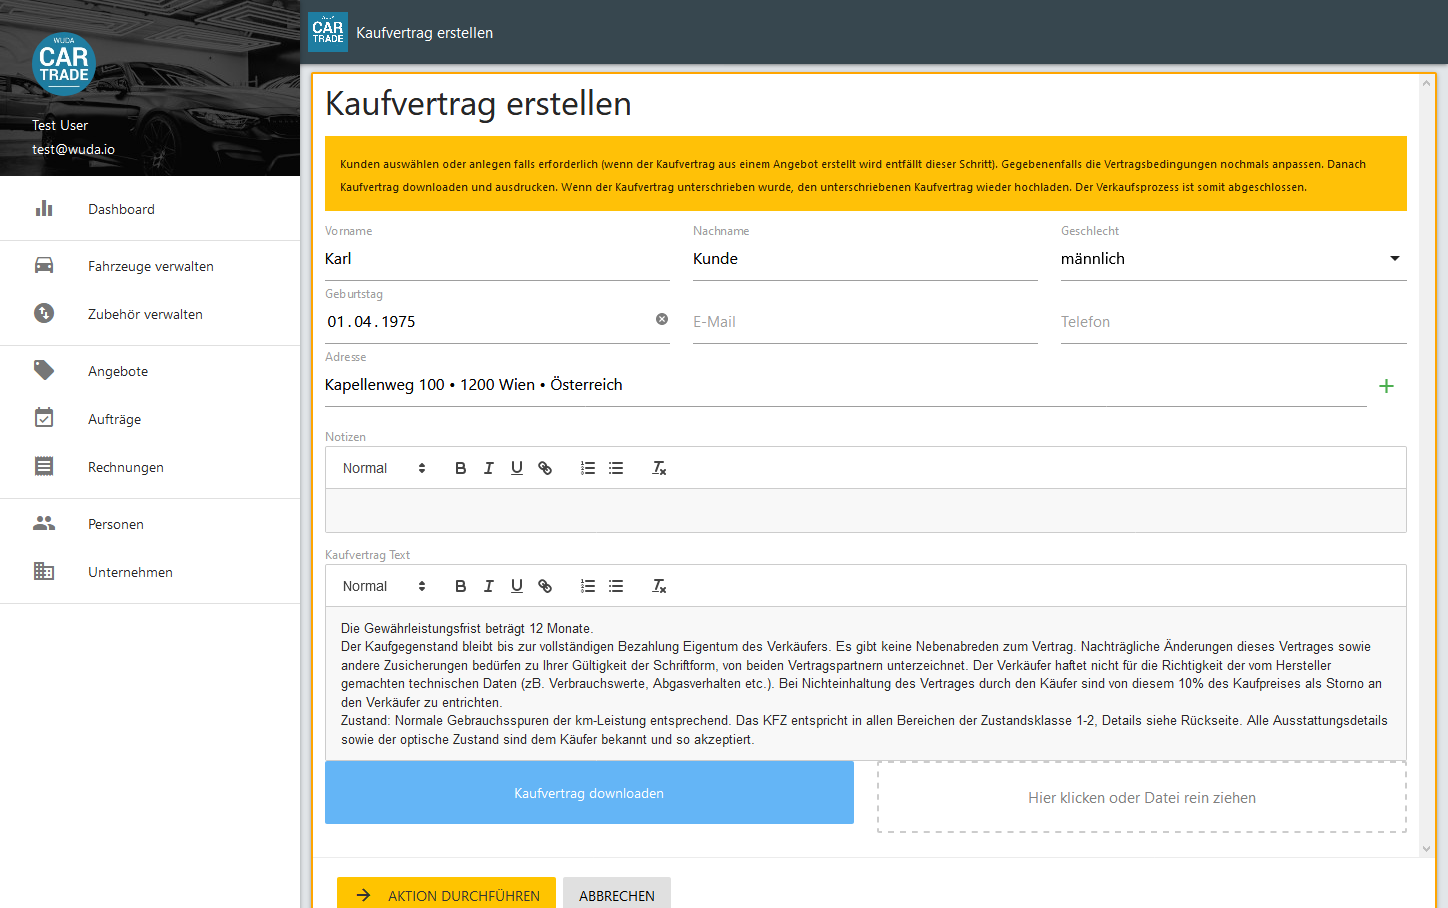 WUDA
CAR
TRADE
Test User
test@wuda.io
Dashboard
Fahrzeuge verwalten
Zubehör verwalten
Angebote
Aufträge
Rechnungen
Personen
Unternehmen
CAR
TRADE
Kaufvertrag erstellen
Kaufvertrag erstellen
Kunden auswählen oder anlegen falls erforderlich (wenn der Kaufvertrag aus einem Angebot erstellt wird entfällt dieser Schritt). Gegebenenfalls die Vertragsbedingungen nochmals anpassen. Danach
Kaufvertrag downloaden und ausdrucken. Wenn der Kaufvertrag unterschrieben wurde, den unterschriebenen Kaufvertrag wieder hochladen. Der Verkaufsprozess ist somit abgeschlossen.
Vorname Nachname Geschlecht
Karl Kunde männlich
Geburtstag
01.04.1975 E-Mail Telefon
Adresse
Kapellenweg 100 • 1200 Wien • Österreich
Notizen
Normal B I U
Kaufvertrag Text
Normal B I U
Die Gewährleistungsfrist beträgt 12 Monate.
Der Kaufgegenstand bleibt bis zur vollständigen Bezahlung Eigentum des Verkäufers. Es gibt keine Nebenabreden zum Vertrag. Nachträgliche Änderungen dieses Vertrages sowie
andere Zusicherungen bedürfen zu Ihrer Gültigkeit der Schriftform, von beiden Vertragspartnern unterzeichnet. Der Verkäufer haftet nicht für die Richtigkeit der vom Hersteller
gemachten technischen Daten (zB. Verbrauchswerte, Abgasverhalten etc.). Bei Nichteinhaltung des Vertrages durch den Käufer sind von diesem 10% des Kaufpreises als Storno an
den Verkäufer zu entrichten.
Zustand: Normale Gebrauchsspuren der km-Leistung entsprechend. Das KFZ entspricht in allen Bereichen der Zustandsklasse 1-2, Details siehe Rückseite. Alle Ausstattungsdetails
sowie der optische Zustand sind dem Käufer bekannt und so akzeptiert.
Kaufvertrag downloaden
Hier klicken oder Datei rein ziehen
AKTION DURCHFÜHREN
ABBRECHEN